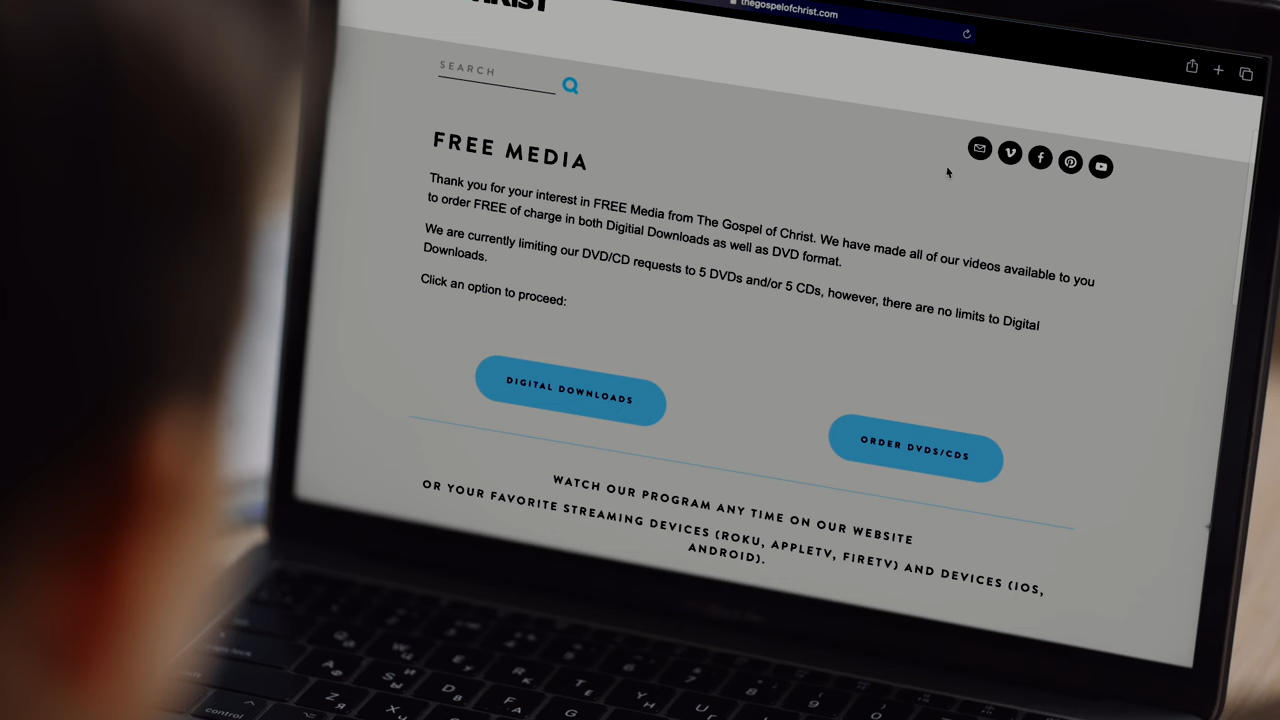 thegospelofchrist.com
SEARCH
FREE MEDIA
Thank you for your interest in FREE Media from The Gospel of Christ. We have made all of our videos available to you
to order FREE of charge in both Digitial Downloads as well as DVD format.
We are currently limiting our DVD/CD requests to 5 DVDs and/or 5 CDs, however, there are no limits to Digital
Downloads.
Click an option to proceed:
DIGITAL DOWNLOADS
ORDER DVDS/CDS
WATCH OUR PROGRAM ANY TIME ON OUR WEBSITE
OR YOUR FAVORITE STREAMING DEVICES (ROKU, APPLETV, FIRETV) AND DEVICES (IOS,
ANDROID).
caps lock
control